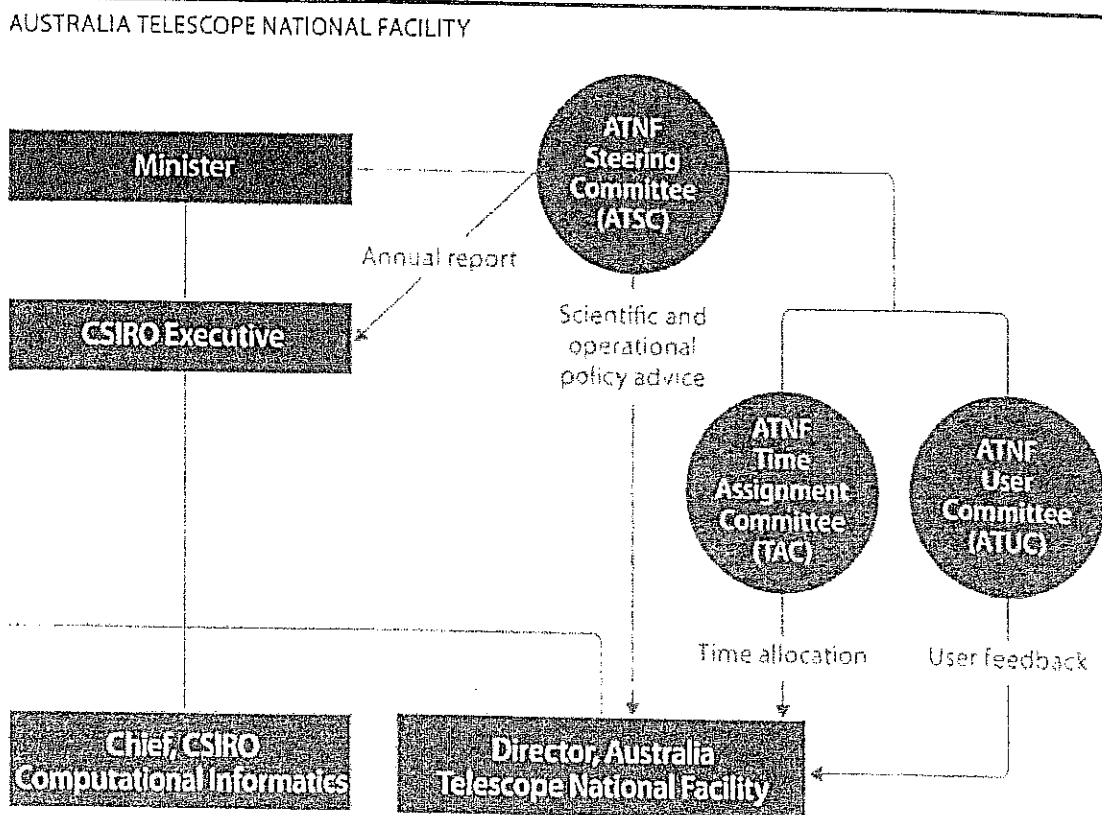 AUSTRALIA TELESCOPE NATIONAL FACILITY
Minister
ATNF
Steering
Committee
(ATSC)
Annual report
CSIRO Executive
Scientific and
operational
policy advice
ATNF
Time
Assignment
Committee
(TAC)
ATNF
User
Committee
(ATUC)
Time allocation
User feedback
Chief, CSIRO
Computational Informatics
Director, Australia
Telescope National Facility